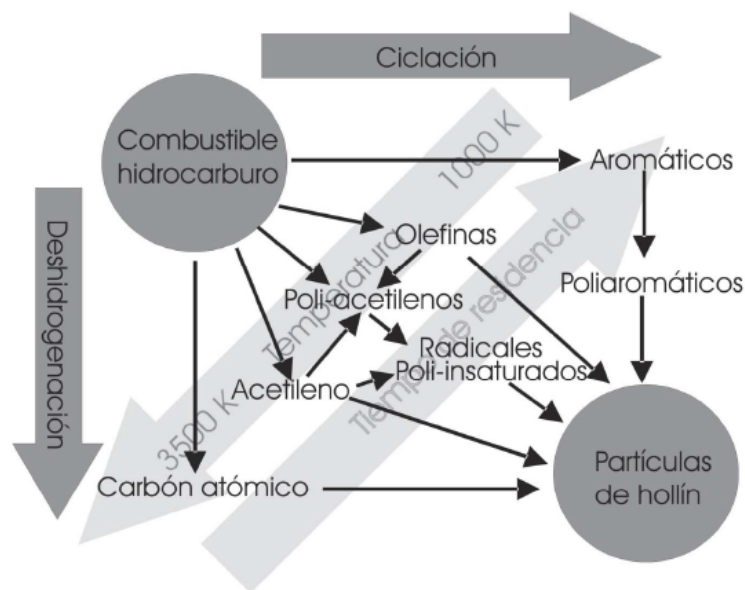 Ciclación
Combustible
hidrocarburo
1000 K
Aromáticos
Deshidrogenación
Olefinas
Temperatura
Poliaromáticos
Poli-acetilenos
Tiempo de residencia
Radicales
Poli-insaturados
Acetileno
3500 K
Partículas
de hollín
Carbón atómico